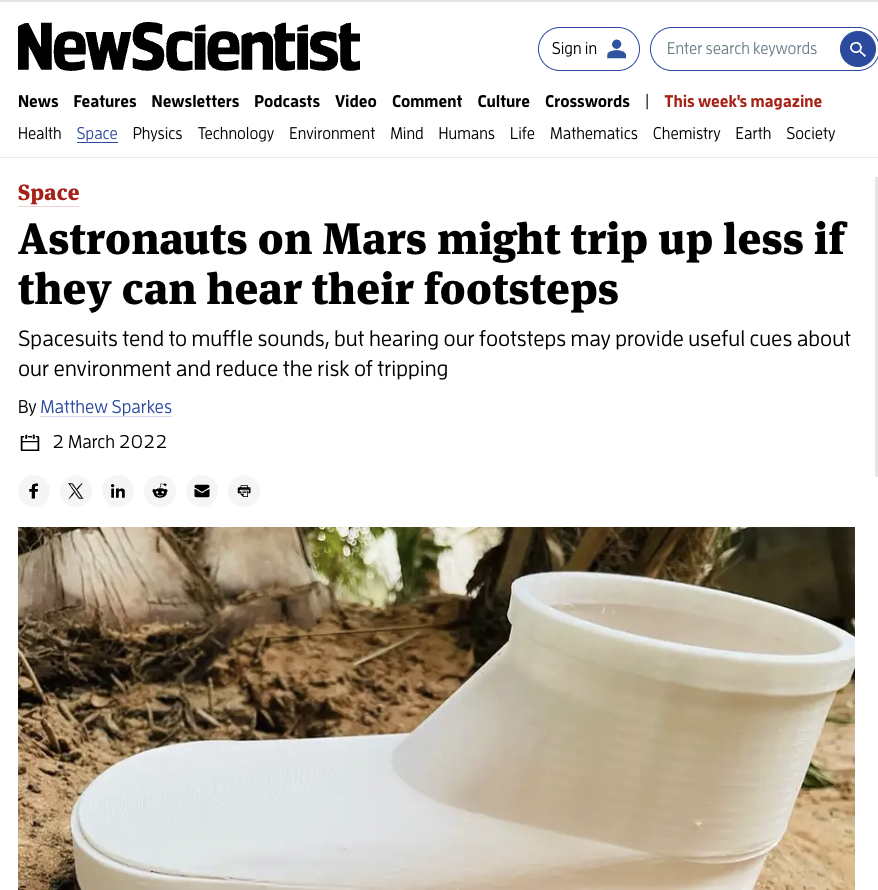 NewScientist
Sign in
Enter search keywords
News Features Newsletters Podcasts Video Comment Culture Crosswords | This week's magazine
Health Space Physics Technology Environment Mind Humans Life Mathematics Chemistry Earth Society
Space
Astronauts on Mars might trip up less if
they can hear their footsteps
Spacesuits tend to muffle sounds, but hearing our footsteps may provide useful cues about
our environment and reduce the risk of tripping
By Matthew Sparkes
2 March 2022